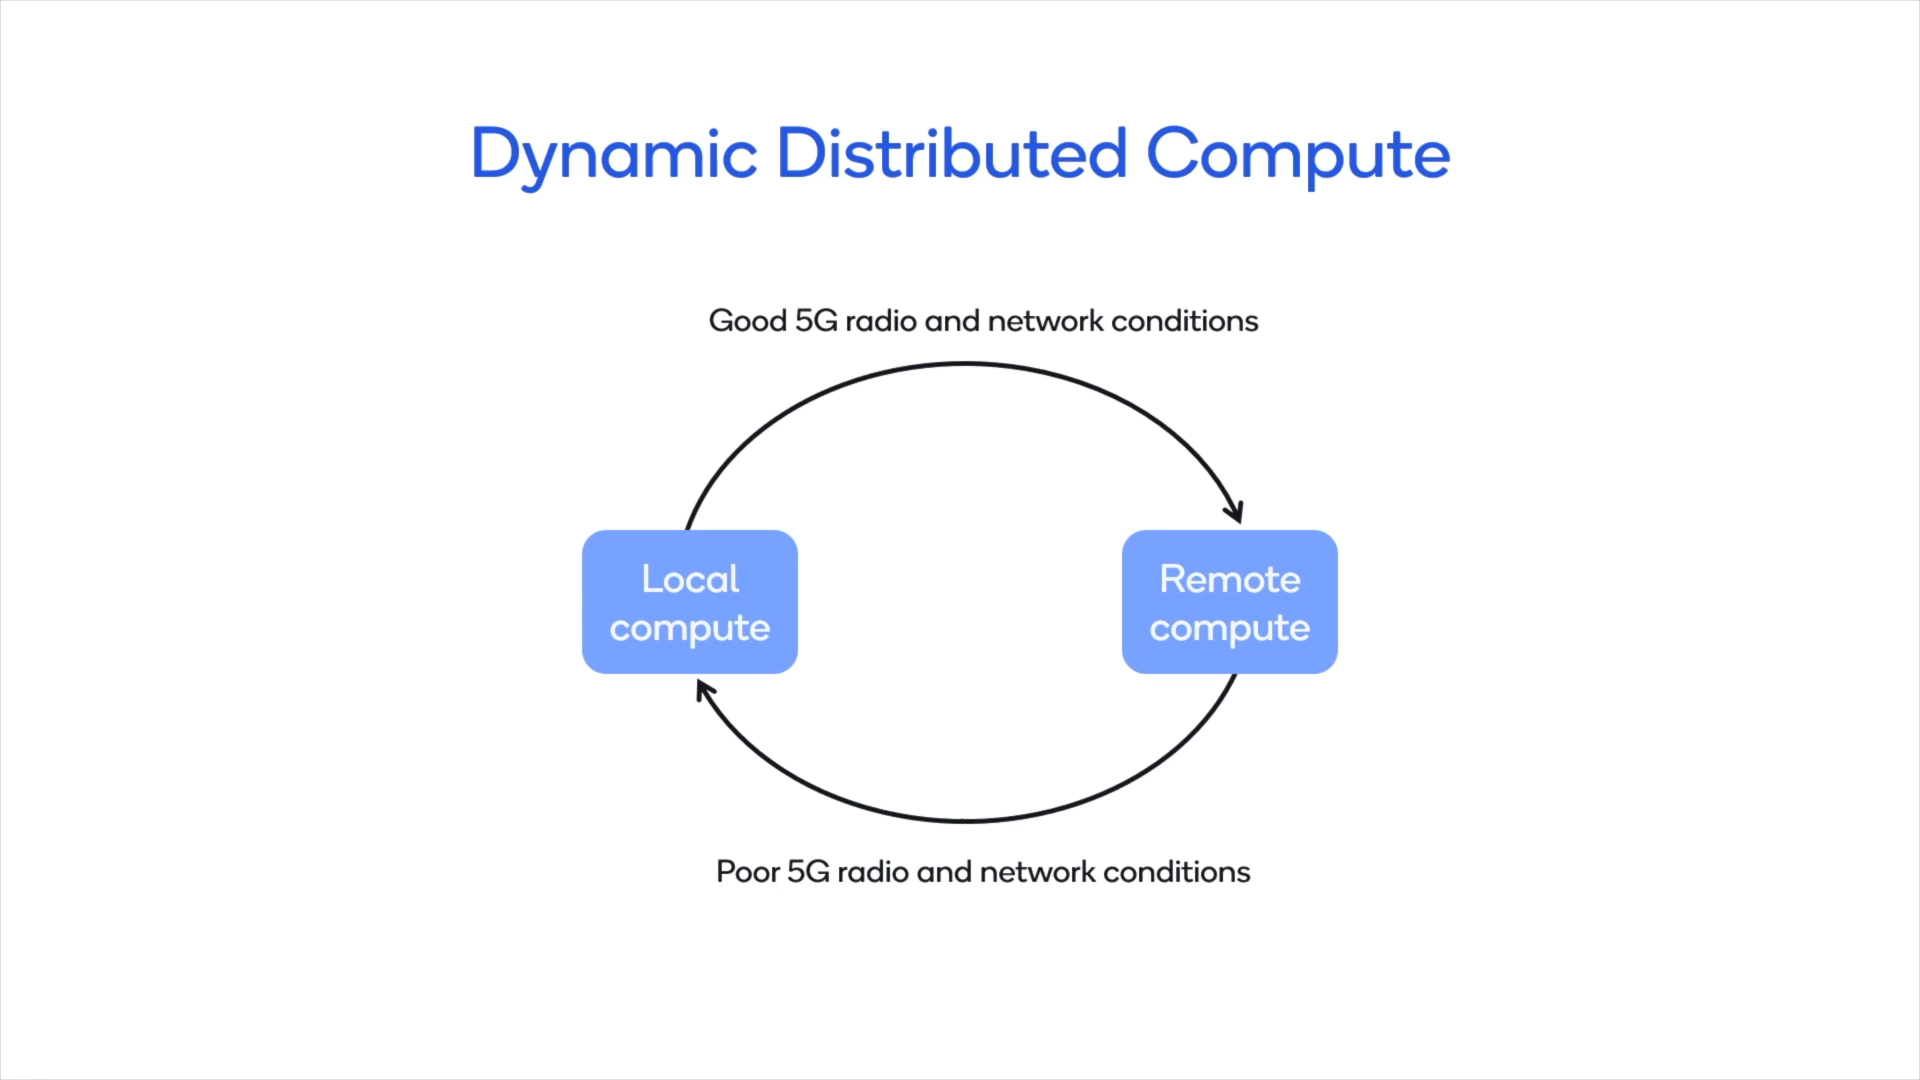 Dynamic Distributed Compute
Good 5G radio and network conditions
Local
compute
Remote
compute
Poor 5G radio and network conditions